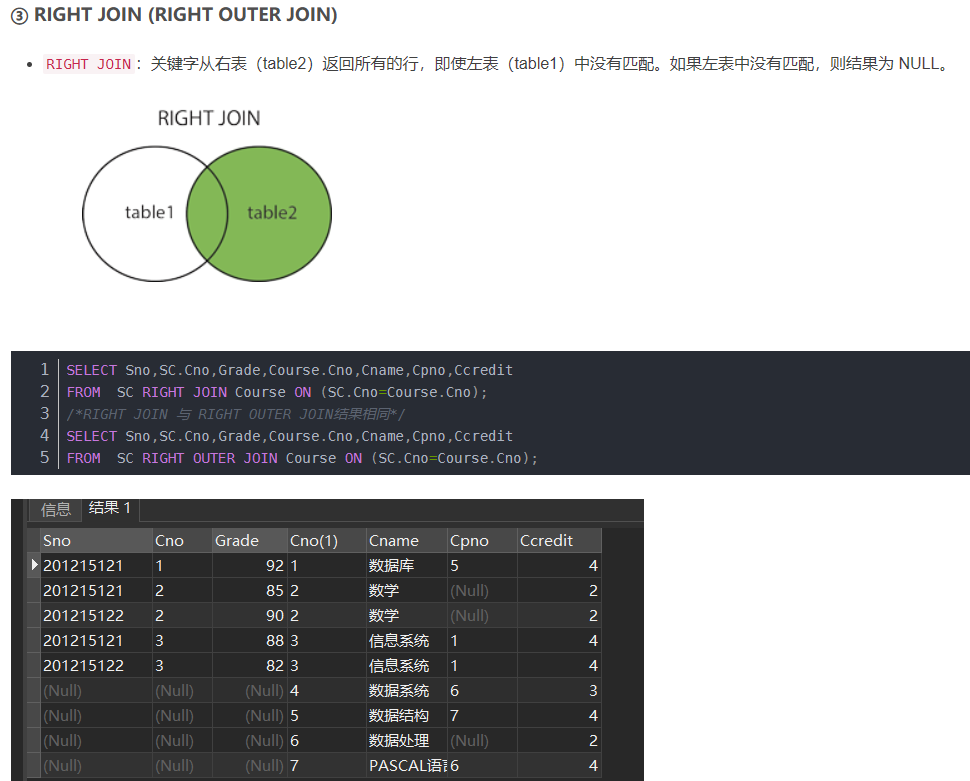 ③ RIGHT JOIN (RIGHT OUTER JOIN)
• RIGHT JOIN：关键字从右表（table2）返回所有的行，即使左表（table1）中没有匹配。如果左表中没有匹配，则结果为 NULL。
RIGHT JOIN
table1 table2
1 SELECT Sno,SC.Cno,Grade,Course.Cno,Cname,Cpno,Ccredit
2 FROM  SC RIGHT JOIN Course ON (SC.Cno=Course.Cno);
3 /*RIGHT JOIN 与 RIGHT OUTER JOIN结果相同*/
4 SELECT Sno,SC.Cno,Grade,Course.Cno,Cname,Cpno,Ccredit
5 FROM  SC RIGHT OUTER JOIN Course ON (SC.Cno=Course.Cno);
信息 结果 1
Sno Cno Grade Cno(1) Cname Cpno Ccredit
201215121 1 92 1 数据库 5 4
201215121 2 85 2 数学 (Null) 2
201215122 2 90 2 数学 (Null) 2
201215121 3 88 3 信息系统 1 4
201215122 3 82 3 信息系统 1 4
(Null) (Null) (Null) 4 数据系统 6 3
(Null) (Null) (Null) 5 数据结构 7 4
(Null) (Null) (Null) 6 数据处理 (Null) 2
(Null) (Null) (Null) 7 PASCAL语 6 4